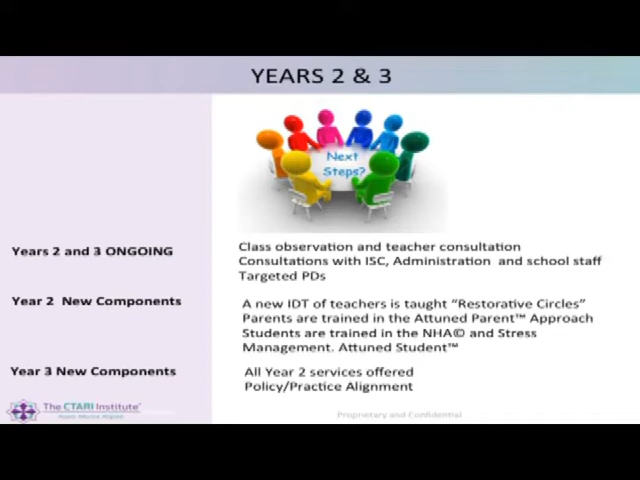 YEARS 2 & 3
Next
Steps?
Years 2 and 3 ONGOING
Class observation and teacher consultation
Consultations with ISC, Administration and school staff
Targeted PDs
Year 2 New Components
A new IDT of teachers is taught “Restorative Circles”
Parents are trained in the Attuned Parent™ Approach
Students are trained in the NHA© and Stress
Management. Attuned Student™
Year 3 New Components
All Year 2 services offered
Policy/Practice Alignment
The CTARI Institute
Proprietary and Confidential